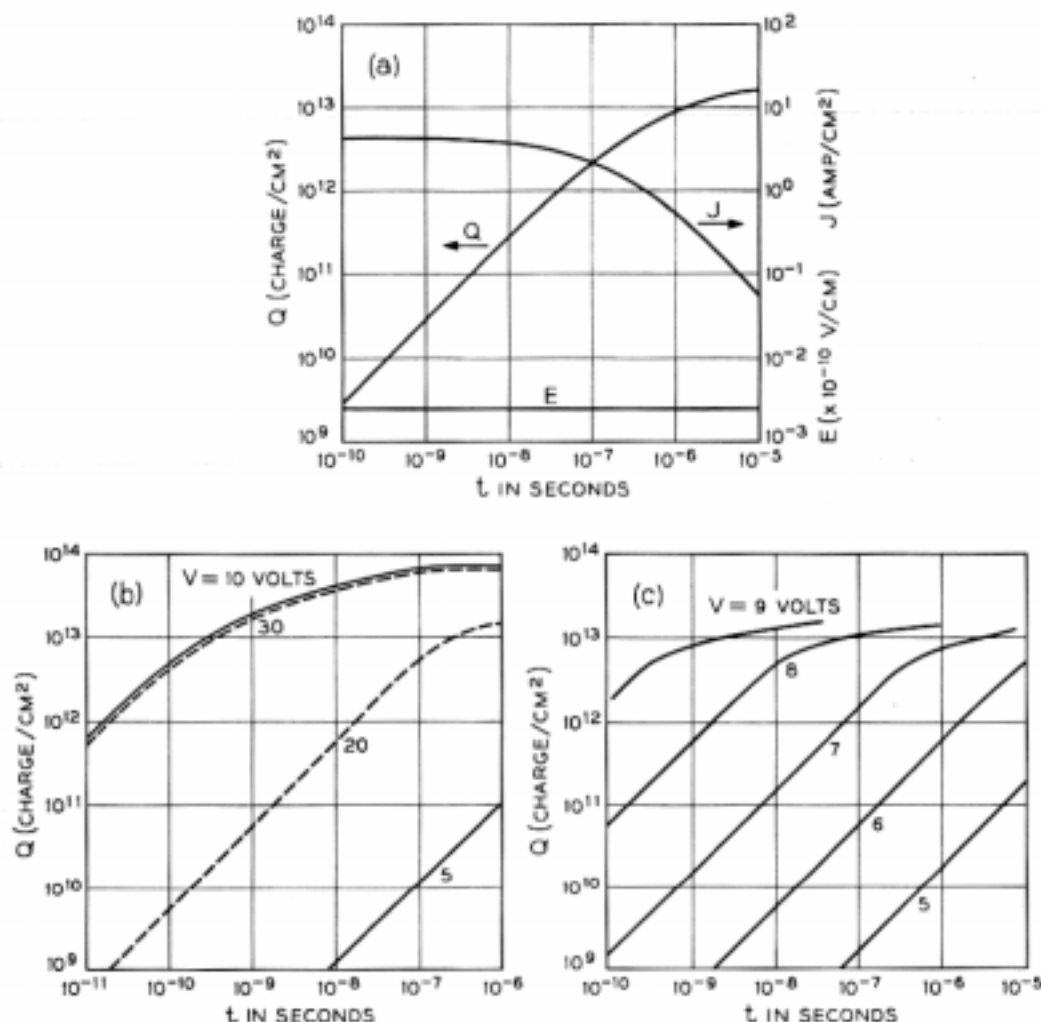 (a)
Q (CHARGE/CM²)
10¹⁴
10¹³
10¹²
10¹¹
10¹⁰
10⁹
10²
10¹
10⁰
10⁻¹
10⁻²
10⁻³
J (AMP/CM²)
E (x 10⁻¹⁰ V/CM)
Q
J
E
10⁻¹⁰ 10⁻⁹ 10⁻⁸ 10⁻⁷ 10⁻⁶ 10⁻⁵
t IN SECONDS
(b)
Q (CHARGE/CM²)
10¹⁴
10¹³
10¹²
10¹¹
10¹⁰
10⁹
V = 10 VOLTS
30
20
5
10⁻¹¹ 10⁻¹⁰ 10⁻⁹ 10⁻⁸ 10⁻⁷ 10⁻⁶
t IN SECONDS
(c)
Q (CHARGE/CM²)
10¹⁴
10¹³
10¹²
10¹¹
10¹⁰
10⁹
V = 9 VOLTS
8
7
6
5
10⁻¹⁰ 10⁻⁹ 10⁻⁸ 10⁻⁷ 10⁻⁶ 10⁻⁵
t IN SECONDS